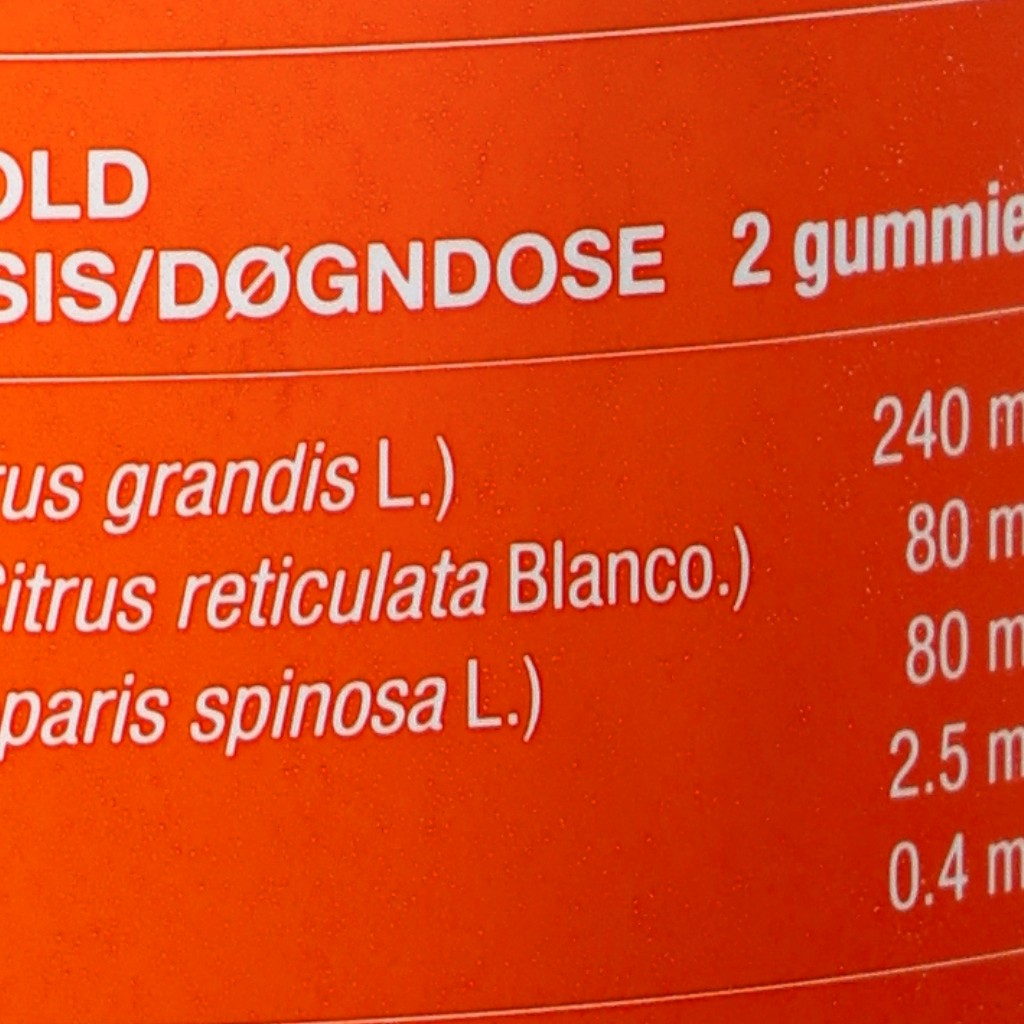 OLD
SIS/DØGNDOSE 2 gummie
rus grandis L.) 240 m
Citrus reticulata Blanco.) 80 m
paris spinosa L.) 80 m
2.5 m
0.4 m